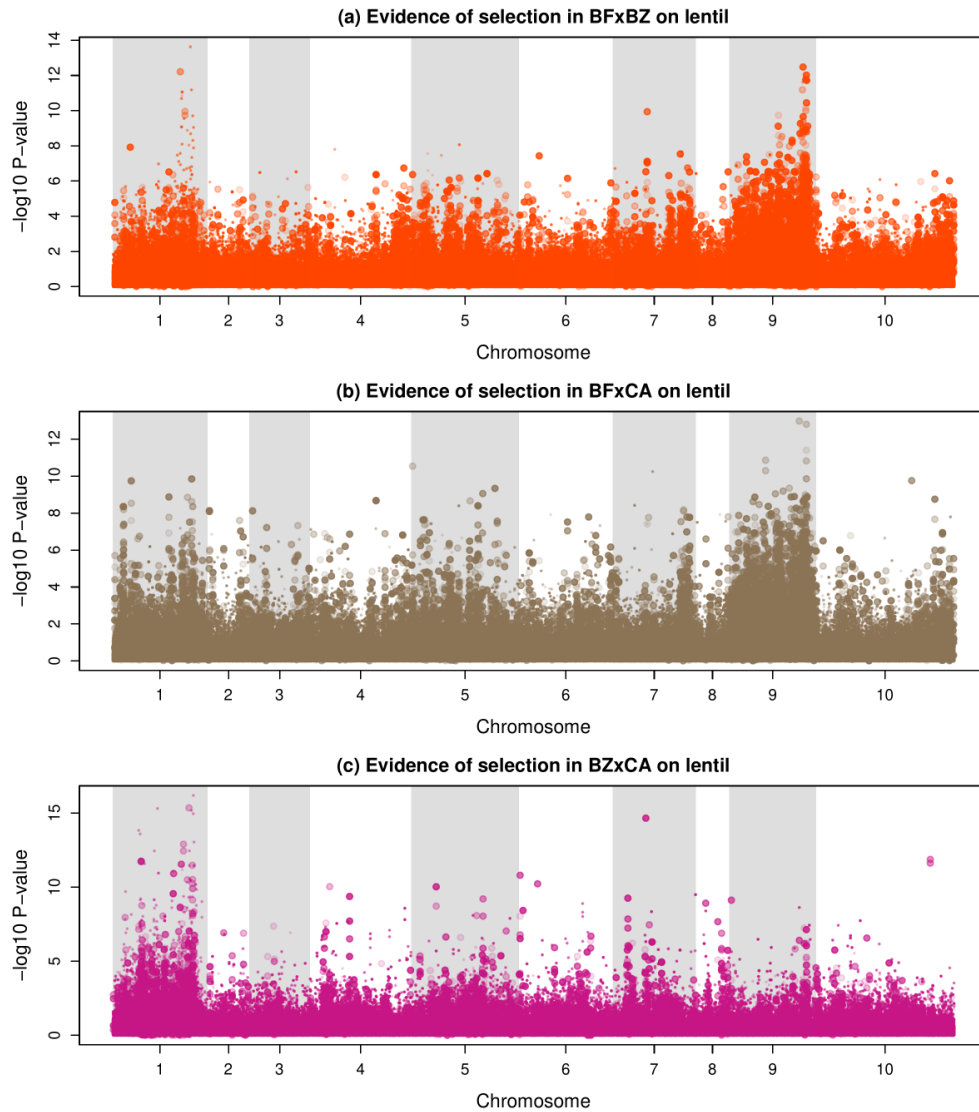 (a) Evidence of selection in BFxBZ on lentil
−log10 P-value
0 2 4 6 8 10 12 14
1 2 3 4 5 6 7 8 9 10
Chromosome
(b) Evidence of selection in BFxCA on lentil
−log10 P-value
0 2 4 6 8 10 12
1 2 3 4 5 6 7 8 9 10
Chromosome
(c) Evidence of selection in BZxCA on lentil
−log10 P-value
0 5 10 15
1 2 3 4 5 6 7 8 9 10
Chromosome